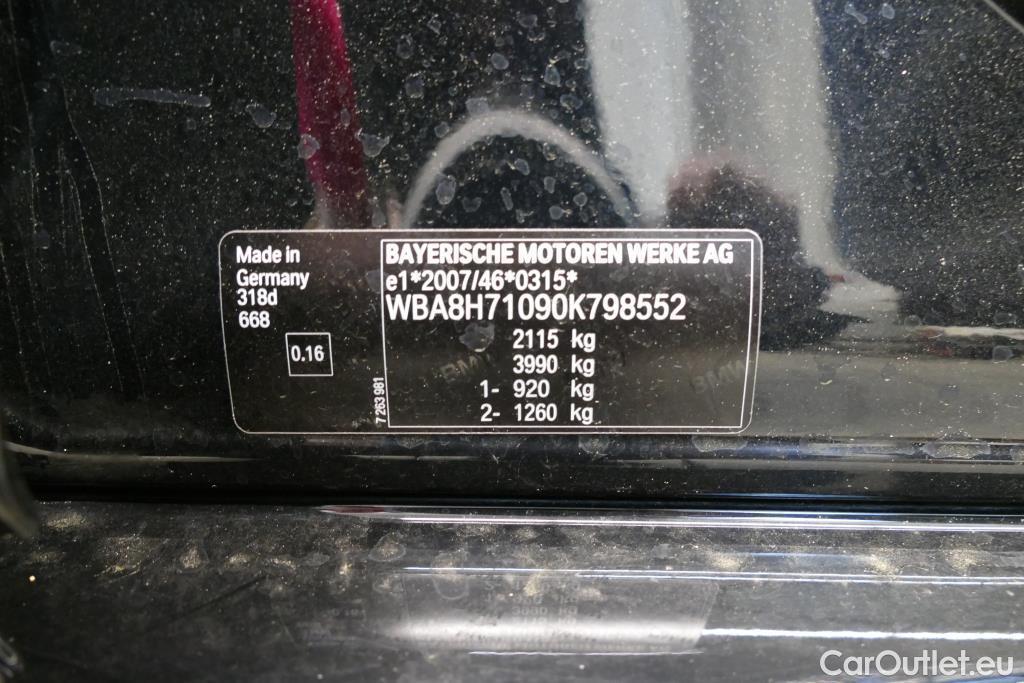 Made in
Germany
318d
668
0.16
7 263 981
BAYERISCHE MOTOREN WERKE AG
e1*2007/46*0315*
WBA8H71090K798552
2115 kg
3990 kg
1- 920 kg
2- 1260 kg
CarOutlet.eu